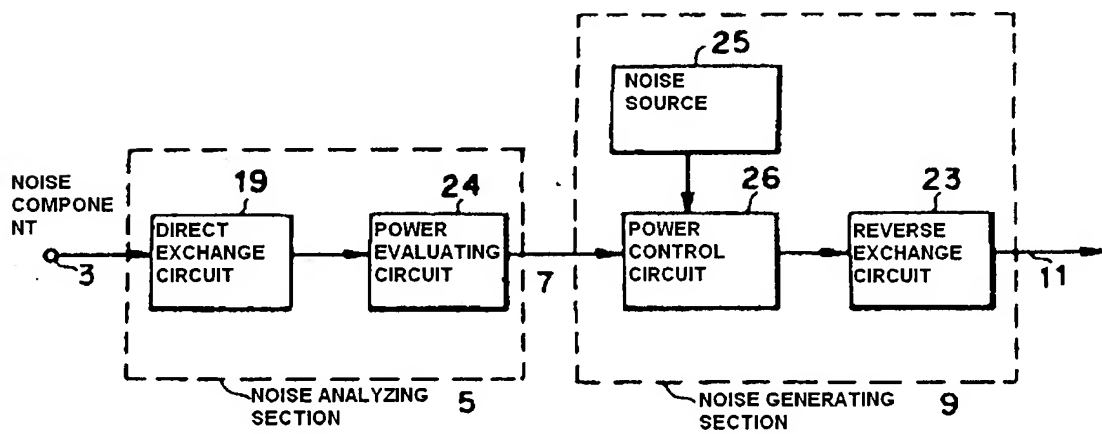 25
NOISE
SOURCE
NOISE
COMPONE
NT
3
19
DIRECT
EXCHANGE
CIRCUIT
24
POWER
EVALUATING
CIRCUIT
7
26
POWER
CONTROL
CIRCUIT
23
REVERSE
EXCHANGE
CIRCUIT
11
NOISE ANALYZING
SECTION
5
NOISE GENERATING
SECTION
9